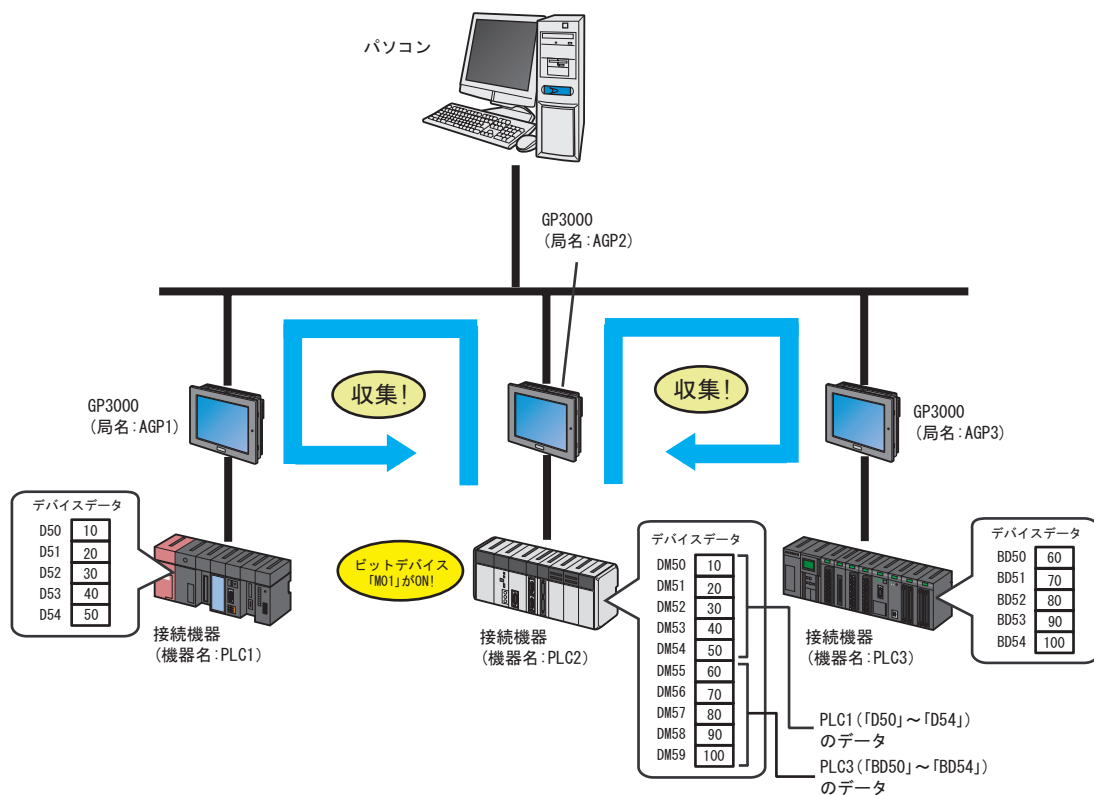 パソコン
GP3000
(局名:AGP2)
収集!
収集!
GP3000
(局名:AGP1)
GP3000
(局名:AGP3)
デバイスデータ
D50 10
D51 20
D52 30
D53 40
D54 50
接続機器
(機器名:PLC1)
ビットデバイス
「M01」がON!
接続機器
(機器名:PLC2)
デバイスデータ
DM50 10
DM51 20
DM52 30
DM53 40
DM54 50
DM55 60
DM56 70
DM57 80
DM58 90
DM59 100
接続機器
(機器名:PLC3)
デバイスデータ
BD50 60
BD51 70
BD52 80
BD53 90
BD54 100
PLC1(「D50」~「D54」)
のデータ
PLC3(「BD50」~「BD54」)
のデータ